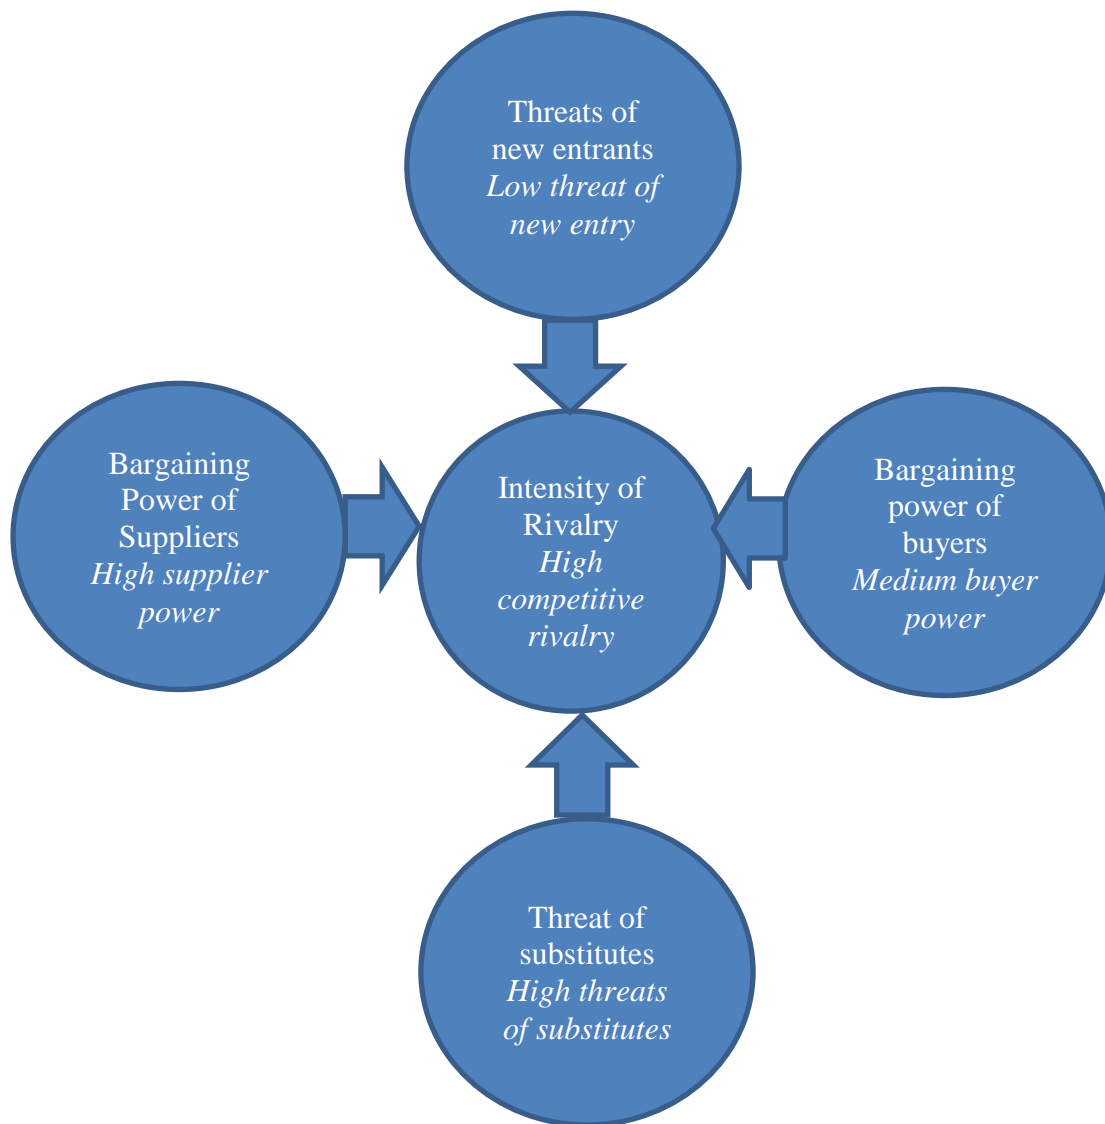 Threats of
new entrants
Low threat of
new entry
Bargaining
Power of
Suppliers
High supplier
power
Intensity of
Rivalry
High
competitive
rivalry
Bargaining
power of
buyers
Medium buyer
power
Threat of
substitutes
High threats
of substitutes